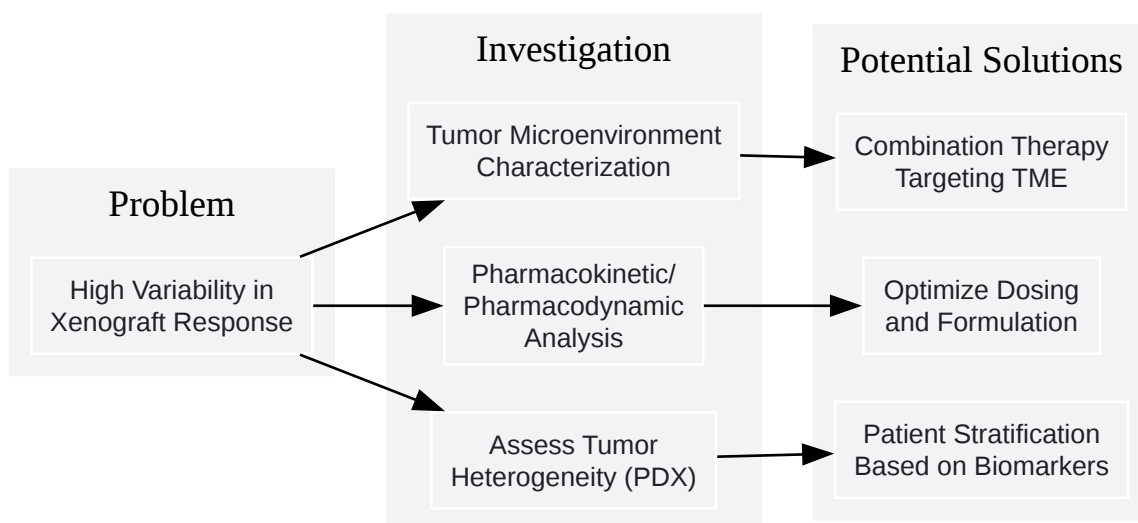 Problem
High Variability in
Xenograft Response
Investigation
Tumor Microenvironment
Characterization
Pharmacokinetic/
Pharmacodynamic
Analysis
Assess Tumor
Heterogeneity (PDX)
Potential Solutions
Combination Therapy
Targeting TME
Optimize Dosing
and Formulation
Patient Stratification
Based on Biomarkers